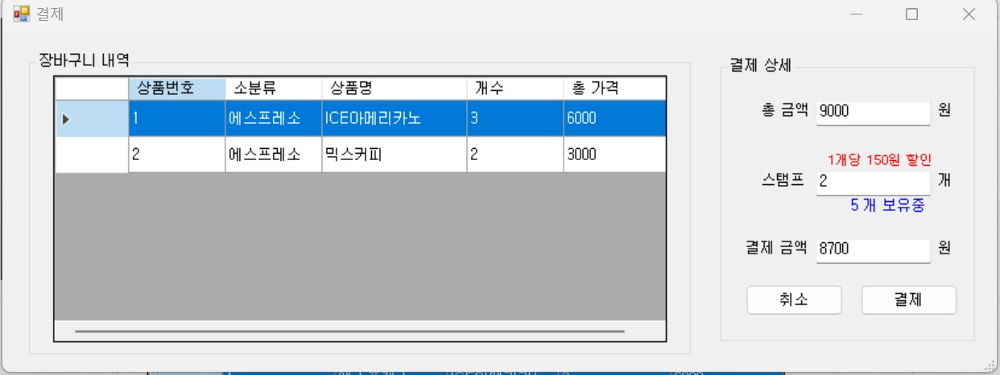 결제
장바구니 내역
상품번호 소분류 상품명 개수 총 가격
1 에스프레소 ICE아메리카노 3 6000
2 에스프레소 믹스커피 2 3000
결제 상세
총 금액 9000 원
1개당 150원 할인
스탬프 2 개
5 개 보유중
결제 금액 8700 원
취소 결제